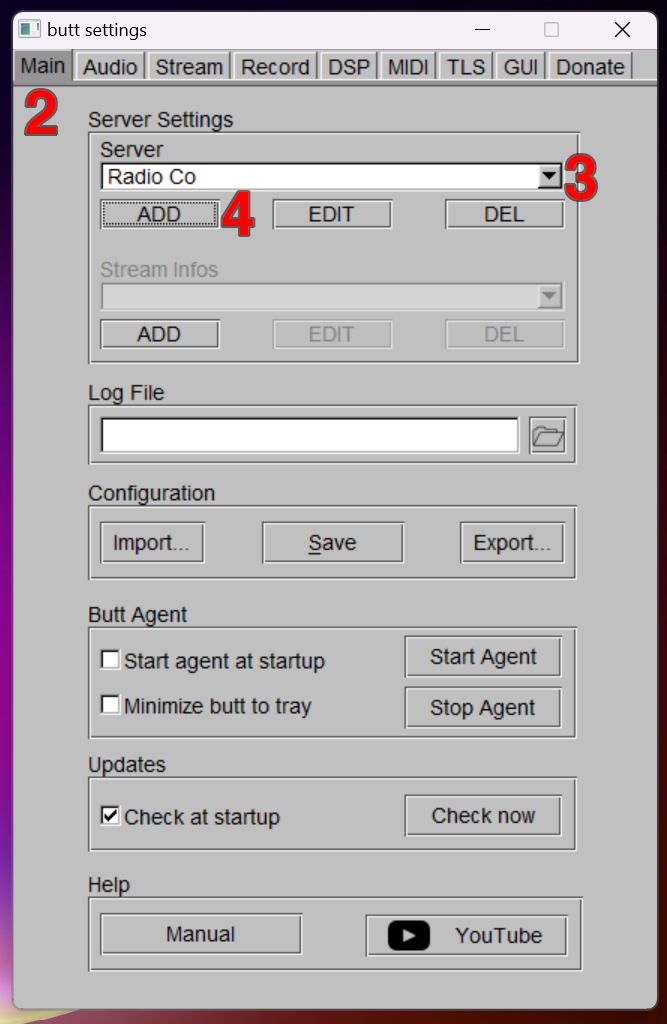 butt settings
Main Audio Stream Record DSP MIDI TLS GUI Donate
2
Server Settings
Server
Radio Co
3
ADD 4 EDIT DEL
Stream Infos
ADD EDIT DEL
Log File
Configuration
Import... Save Export...
Butt Agent
Start agent at startup Start Agent
Minimize butt to tray Stop Agent
Updates
Check at startup Check now
Help
Manual YouTube